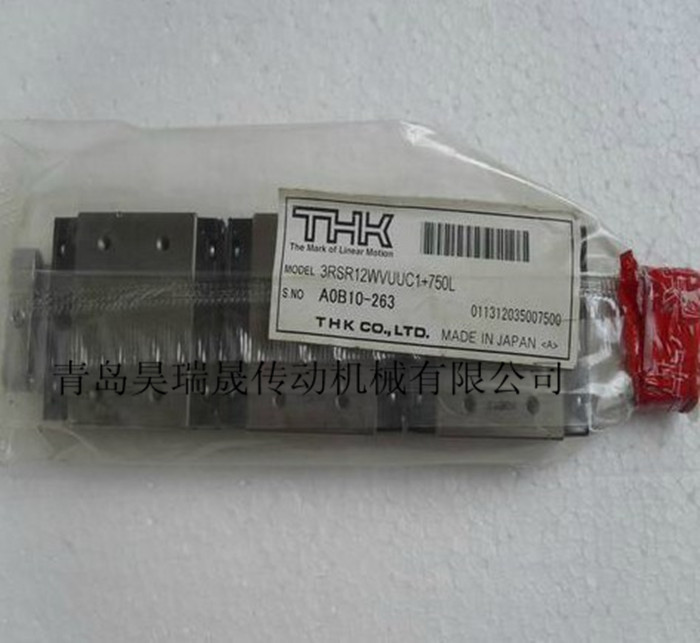 THK
The Mark of Linear Motion
MODEL 3RSR12WVUUC1+750L
S.NO A0B10-263
011312035007500
THK CO.,LTD. MADE IN JAPAN <A>
青岛昊瑞晟传动机械有限公司